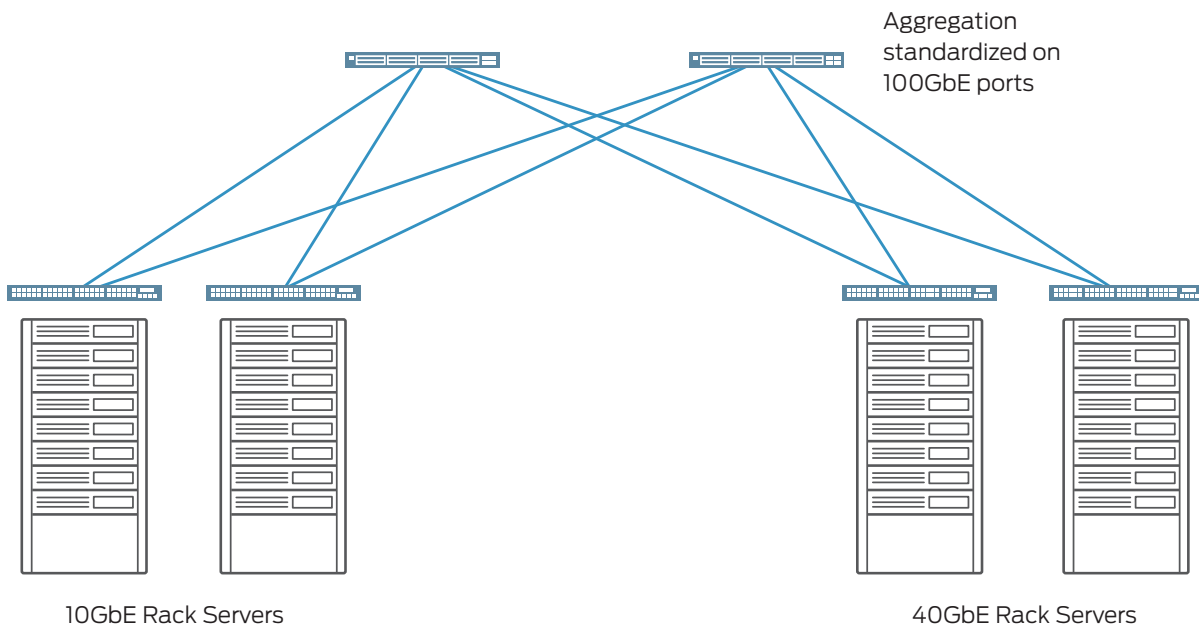 Aggregation
standardized on
100GbE ports
10GbE Rack Servers
40GbE Rack Servers